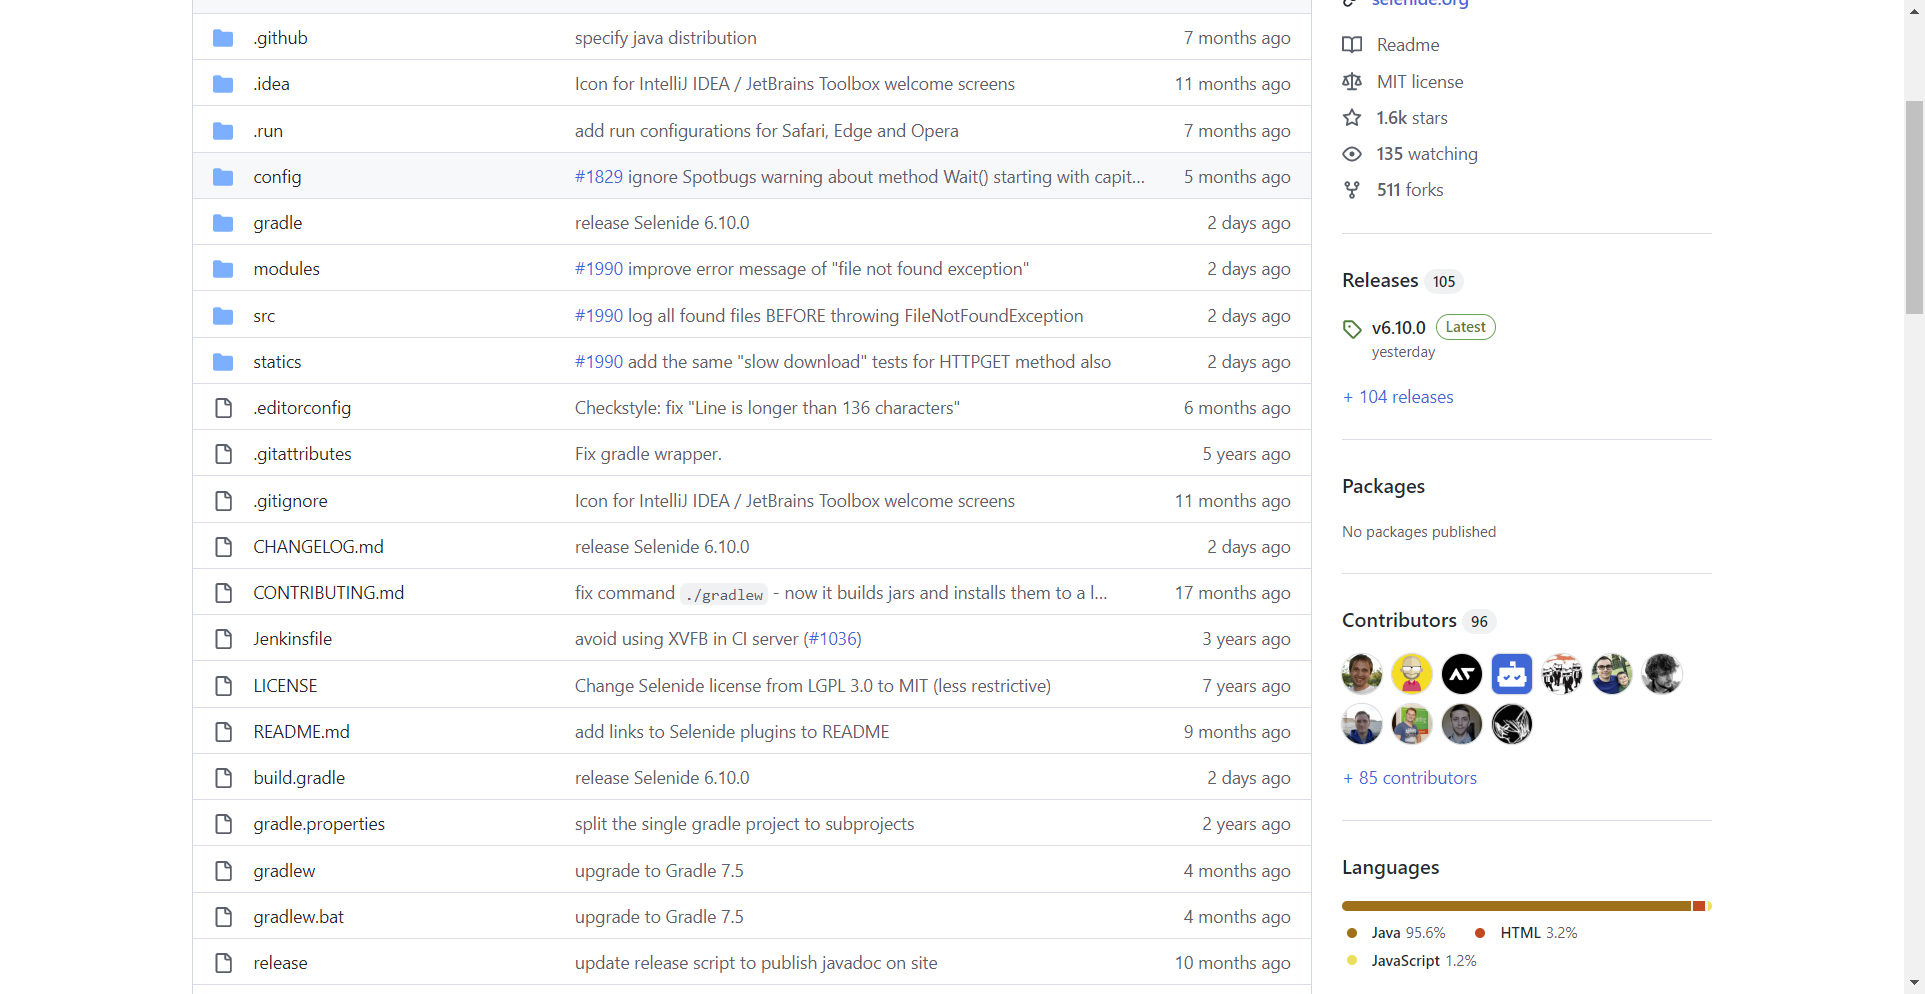 .github specify java distribution 7 months ago
.idea Icon for IntelliJ IDEA / JetBrains Toolbox welcome screens 11 months ago
.run add run configurations for Safari, Edge and Opera 7 months ago
config #1829 ignore Spotbugs warning about method Wait() starting with capit... 5 months ago
gradle release Selenide 6.10.0 2 days ago
modules #1990 improve error message of "file not found exception" 2 days ago
src #1990 log all found files BEFORE throwing FileNotFoundException 2 days ago
statics #1990 add the same "slow download" tests for HTTPGET method also 2 days ago
.editorconfig Checkstyle: fix "Line is longer than 136 characters" 6 months ago
.gitattributes Fix gradle wrapper. 5 years ago
.gitignore Icon for IntelliJ IDEA / JetBrains Toolbox welcome screens 11 months ago
CHANGELOG.md release Selenide 6.10.0 2 days ago
CONTRIBUTING.md fix command ./gradlew - now it builds jars and installs them to a l... 17 months ago
Jenkinsfile avoid using XVFB in CI server (#1036) 3 years ago
LICENSE Change Selenide license from LGPL 3.0 to MIT (less restrictive) 7 years ago
README.md add links to Selenide plugins to README 9 months ago
build.gradle release Selenide 6.10.0 2 days ago
gradle.properties split the single gradle project to subprojects 2 years ago
gradlew upgrade to Gradle 7.5 4 months ago
gradlew.bat upgrade to Gradle 7.5 4 months ago
release update release script to publish javadoc on site 10 months ago
selenide.org
Readme
MIT license
1.6k stars
135 watching
511 forks
Releases 105
v6.10.0 Latest
yesterday
+ 104 releases
Packages
No packages published
Contributors 96
+ 85 contributors
Languages
Java 95.6% HTML 3.2%
JavaScript 1.2%